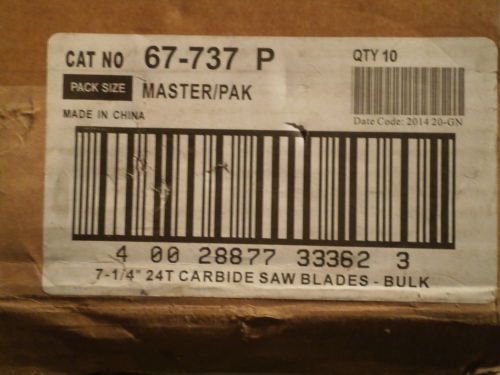 CAT NO 67-737 P
QTY 10
PACK SIZE MASTER/PAK
MADE IN CHINA
Date Code: 2014 20-GN
4 00 28877 33362 3
7-1/4" 24T CARBIDE SAW BLADES - BULK